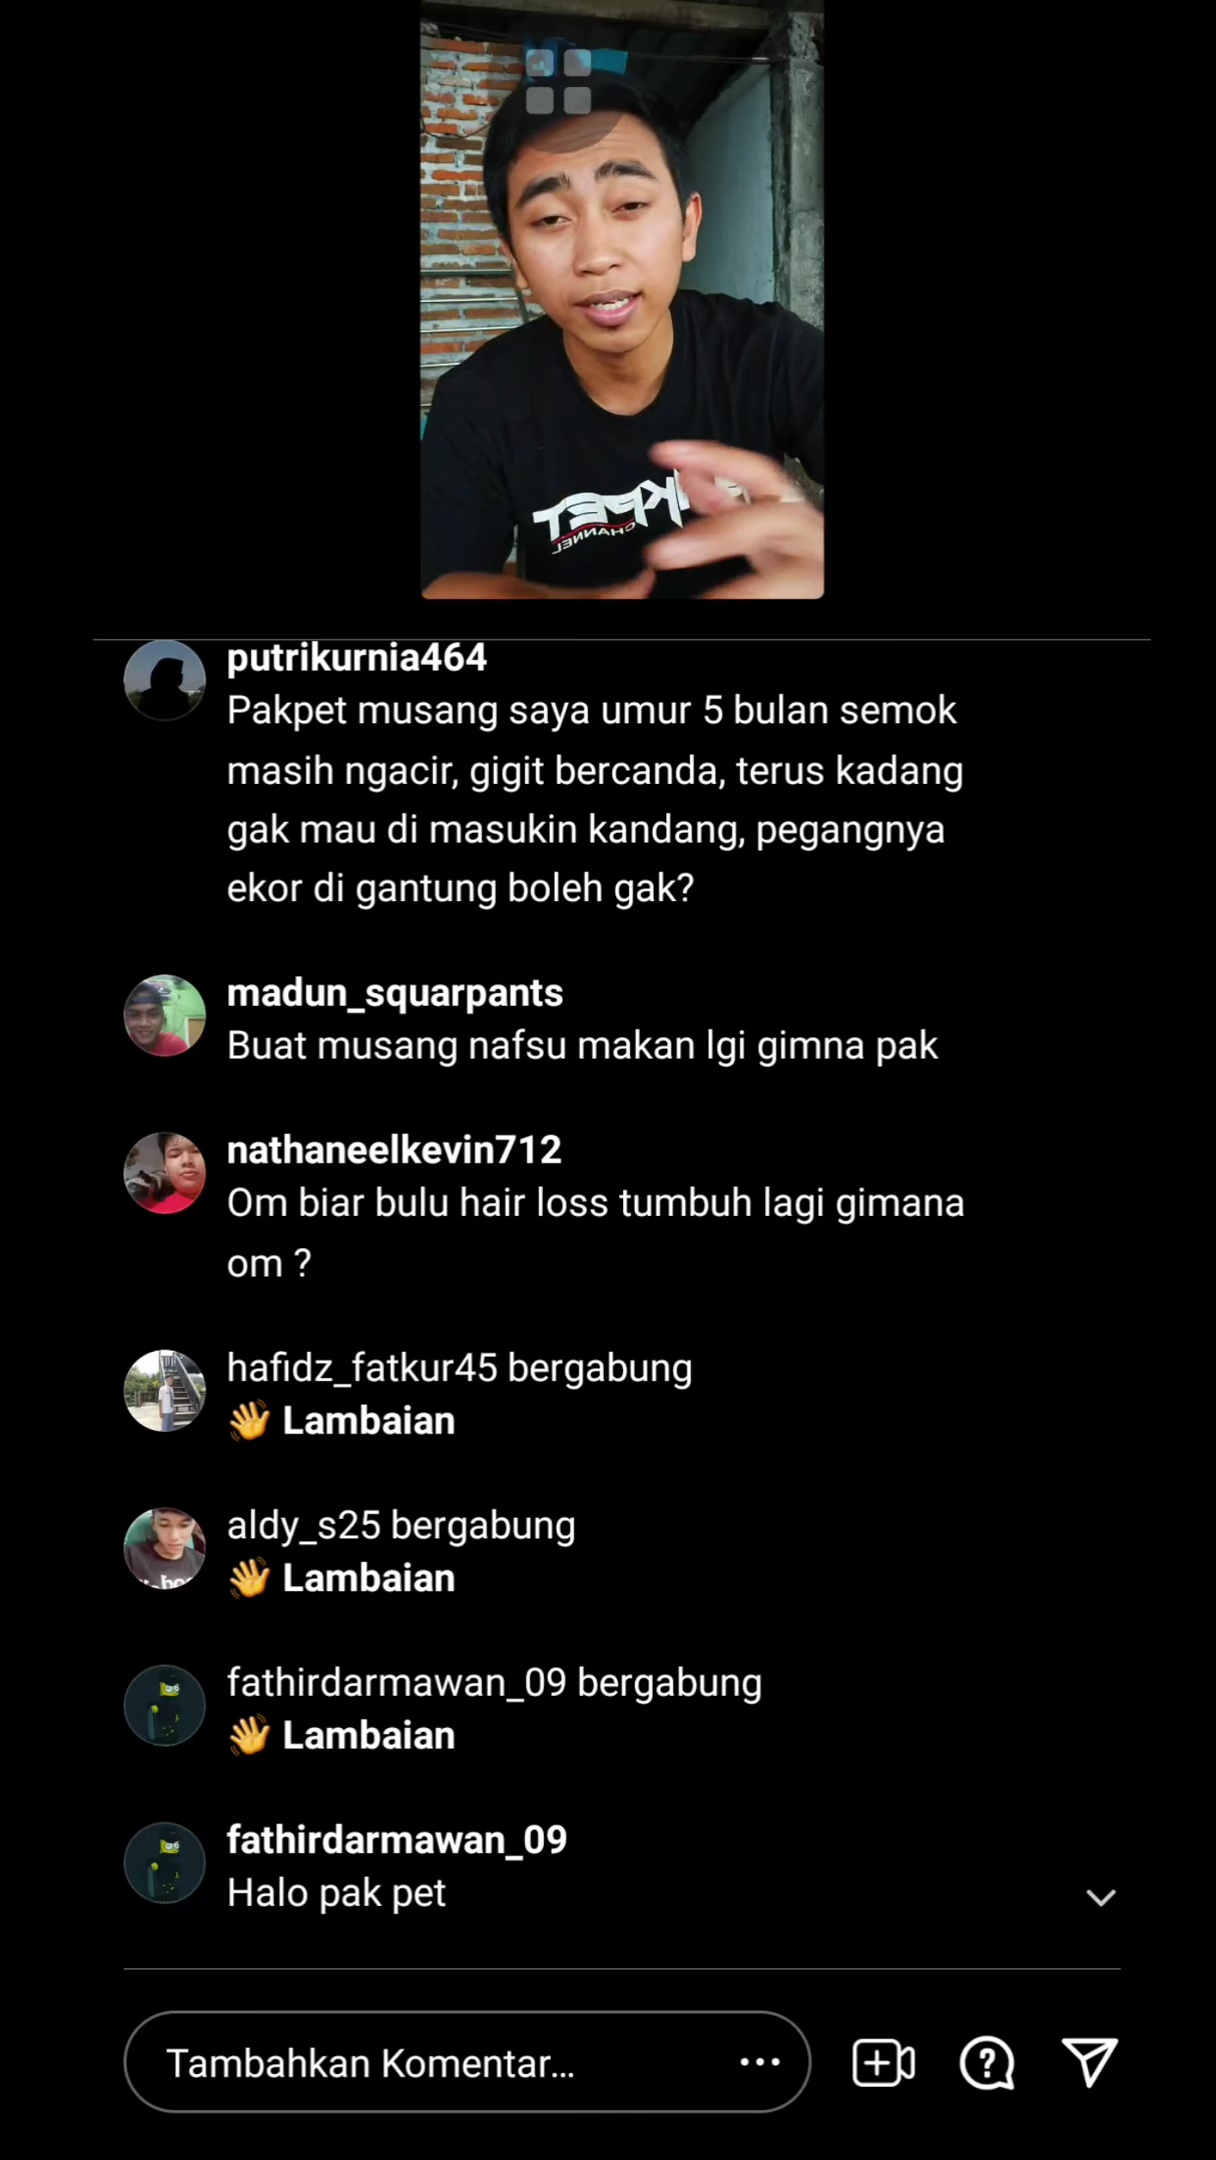 PET
CHANNEL
putrikurnia464
Pakpet musang saya umur 5 bulan semok
masih ngacir, gigit bercanda, terus kadang
gak mau di masukin kandang, pegangnya
ekor di gantung boleh gak?
madun_squarpants
Buat musang nafsu makan lgi gimna pak
nathaneelkevin712
Om biar bulu hair loss tumbuh lagi gimana
om ?
hafidz_fatkur45 bergabung
👋 Lambaian
aldy_s25 bergabung
👋 Lambaian
fathirdarmawan_09 bergabung
👋 Lambaian
fathirdarmawan_09
Halo pak pet
Tambahkan Komentar...